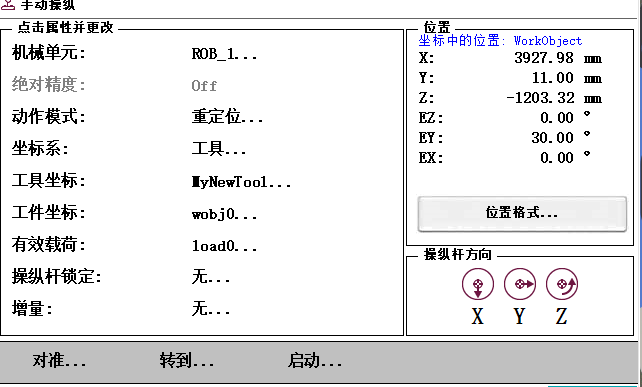 手动操纵
点击属性并更改
机械单元: ROB_1...
绝对精度: Off
动作模式: 重定位...
坐标系: 工具...
工具坐标: MyNewTool...
工件坐标: wobj0...
有效载荷: load0...
操纵杆锁定: 无...
增量: 无...
位置
坐标中的位置: WorkObject
X: 3927.98 mm
Y: 11.00 mm
Z: -1203.32 mm
EZ: 0.00 °
EY: 30.00 °
EX: 0.00 °
位置格式...
操纵杆方向
X Y Z
对准... 转到... 启动...